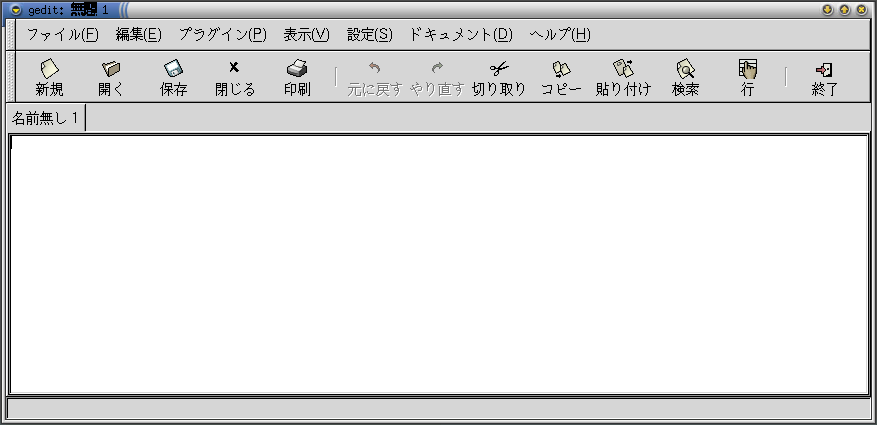 gedit: 無題 1
ファイル(F) 編集(E) プラグイン(P) 表示(V) 設定(S) ドキュメント(D) ヘルプ(H)
新規 開く 保存 閉じる 印刷 元に戻す やり直す 切り取り コピー 貼り付け 検索 行 終了
名前無し 1